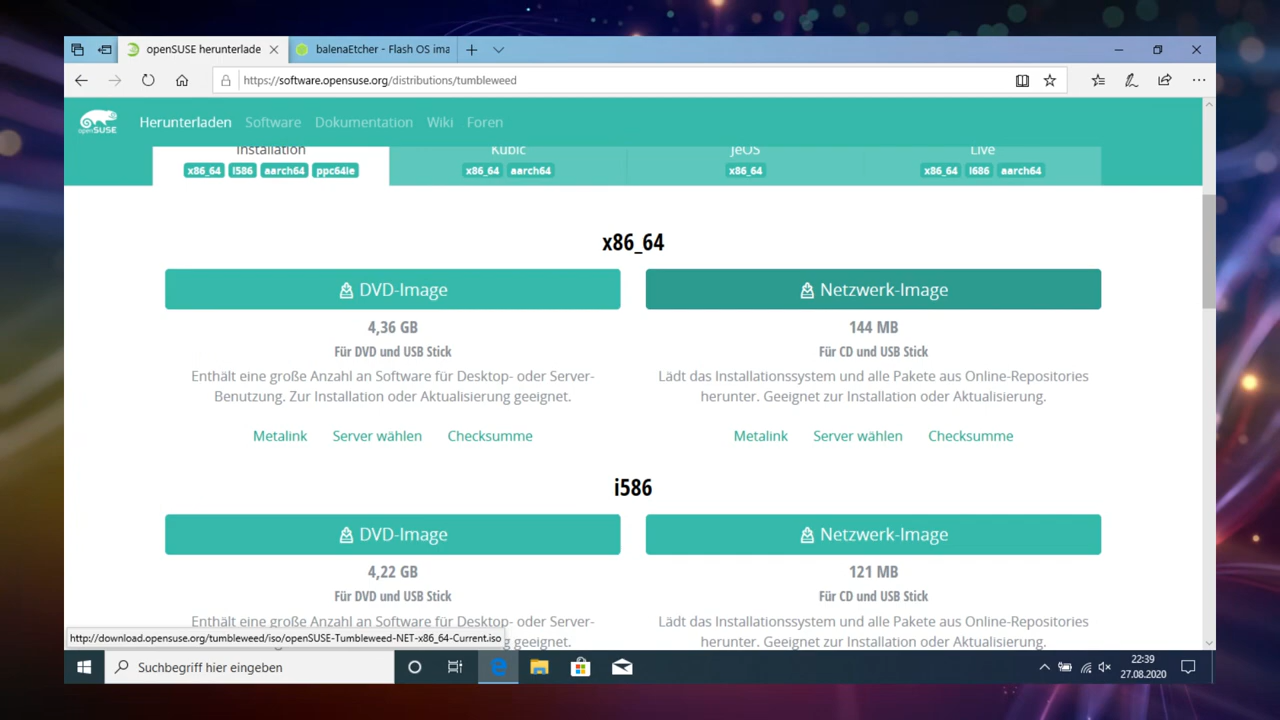 openSUSE herunterlade
balenaEtcher - Flash OS ima
https://software.opensuse.org/distributions/tumbleweed
openSUSE
Herunterladen
Software
Dokumentation
Wiki
Foren
Installation
Kubic
JeOS
Live
x86_64 i586 aarch64 ppc64le
x86_64 aarch64
x86_64
x86_64 i686 aarch64
x86_64
DVD-Image
Netzwerk-Image
4,36 GB
144 MB
Für DVD und USB Stick
Für CD und USB Stick
Enthält eine große Anzahl an Software für Desktop- oder Server-
Benutzung. Zur Installation oder Aktualisierung geeignet.
Lädt das Installationssystem und alle Pakete aus Online-Repositories
herunter. Geeignet zur Installation oder Aktualisierung.
Metalink
Server wählen
Checksumme
Metalink
Server wählen
Checksumme
i586
DVD-Image
Netzwerk-Image
4,22 GB
121 MB
Für DVD und USB Stick
Für CD und USB Stick
Enthält eine große Anzahl an Software für Desktop- oder Server-
geeignet.
Lädt das Installationssystem und alle Pakete aus Online-Repositories
herunter. Geeignet zur Installation oder Aktualisierung.
http://download.opensuse.org/tumbleweed/iso/openSUSE-Tumbleweed-NET-x86_64-Current.iso
Suchbegriff hier eingeben
22:39
27.08.2020